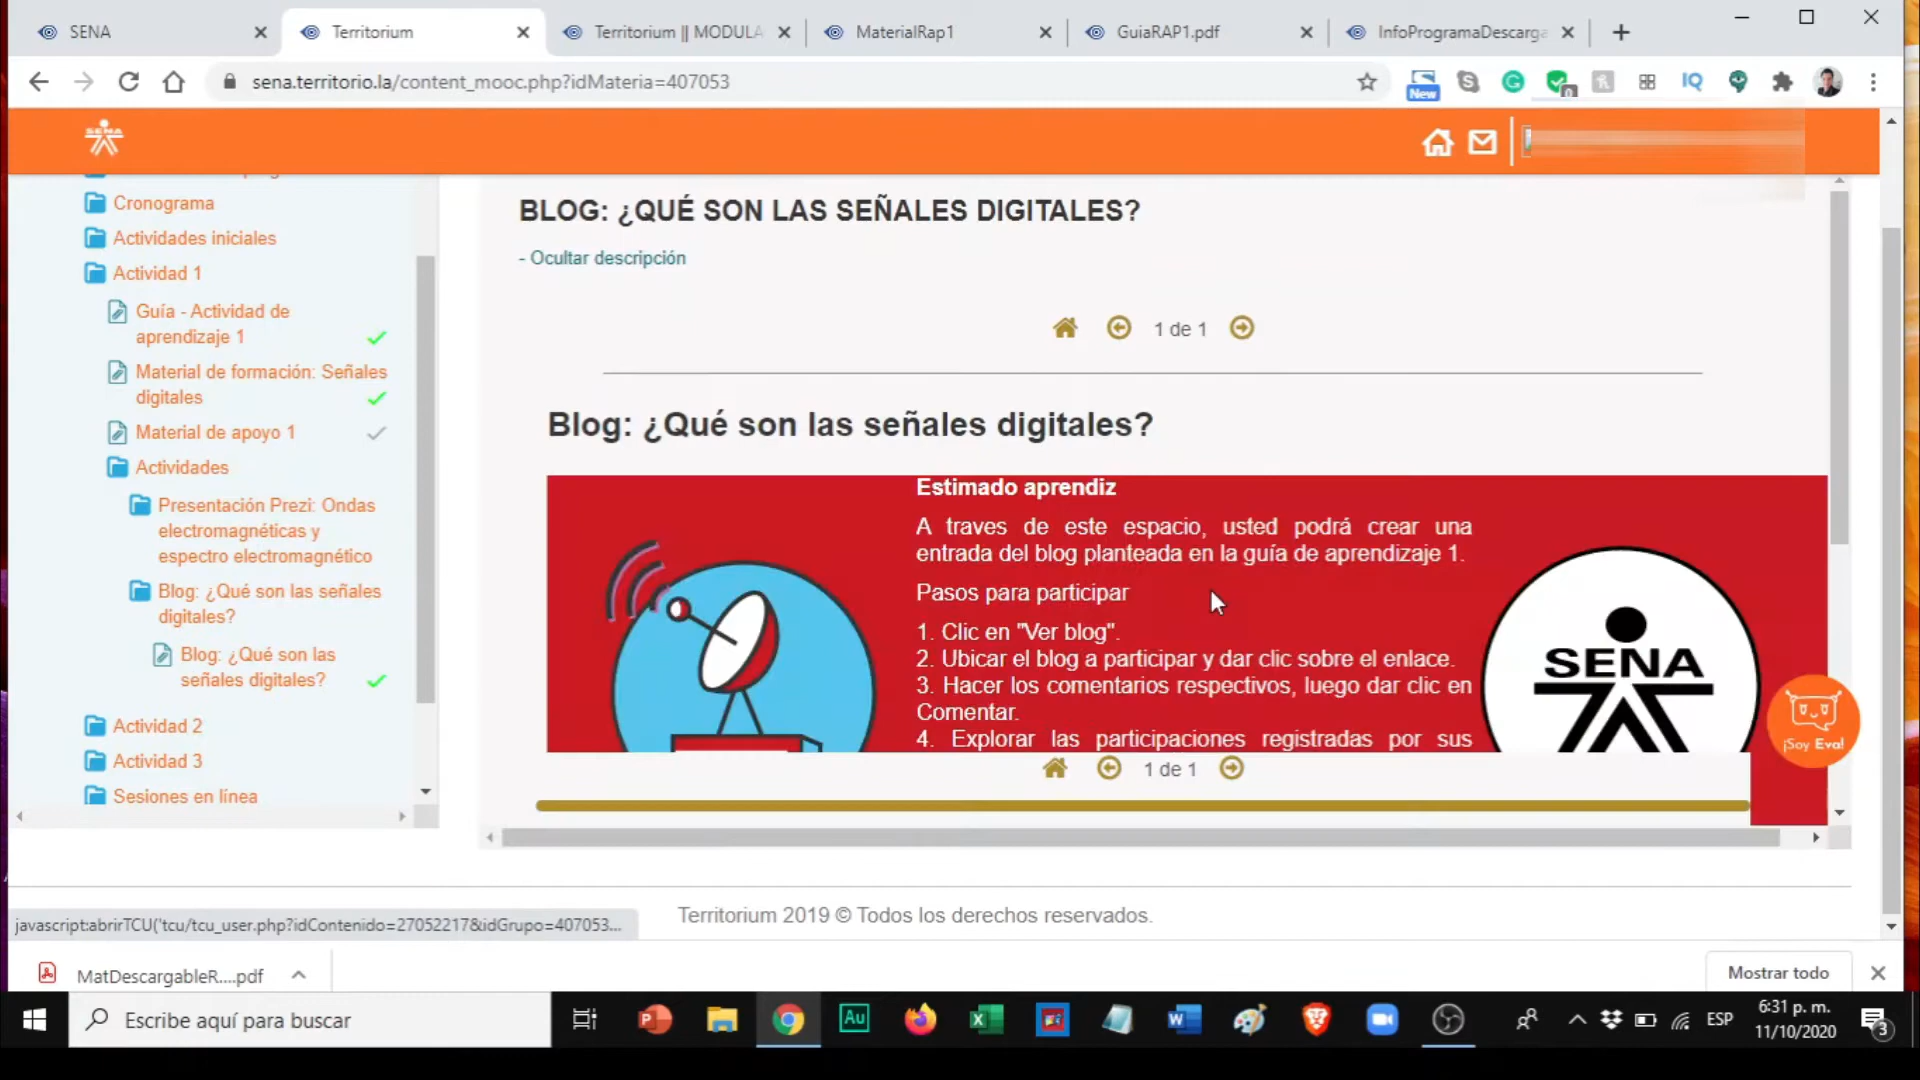 SENA
Territorium
Territorium || MODULA
MaterialRap1
GuiaRAP1.pdf
InfoProgramaDescarga
sena.territorio.la/content_mooc.php?idMateria=407053
New
0
IQ
SENA
Cronograma
Actividades iniciales
Actividad 1
Guía - Actividad de
aprendizaje 1
Material de formación: Señales
digitales
Material de apoyo 1
Actividades
Presentación Prezi: Ondas
electromagnéticas y
espectro electromagnético
Blog: ¿Qué son las señales
digitales?
Blog: ¿Qué son las
señales digitales?
Actividad 2
Actividad 3
Sesiones en línea
BLOG: ¿QUÉ SON LAS SEÑALES DIGITALES?
- Ocultar descripción
1 de 1
Blog: ¿Qué son las señales digitales?
Estimado aprendiz
A traves de este espacio, usted podrá crear una
entrada del blog planteada en la guía de aprendizaje 1.
Pasos para participar
1. Clic en "Ver blog".
2. Ubicar el blog a participar y dar clic sobre el enlace.
3. Hacer los comentarios respectivos, luego dar clic en
Comentar.
4. Explorar las participaciones registradas por sus
SENA
¡Soy Eva!
1 de 1
javascript:abrirTCU('tcu/tcu_user.php?idContenido=27052217&idGrupo=407053...
Territorium 2019 © Todos los derechos reservados.
MatDescargableR....pdf
Mostrar todo
Escribe aquí para buscar
Au
ESP
6:31 p. m.
11/10/2020
3